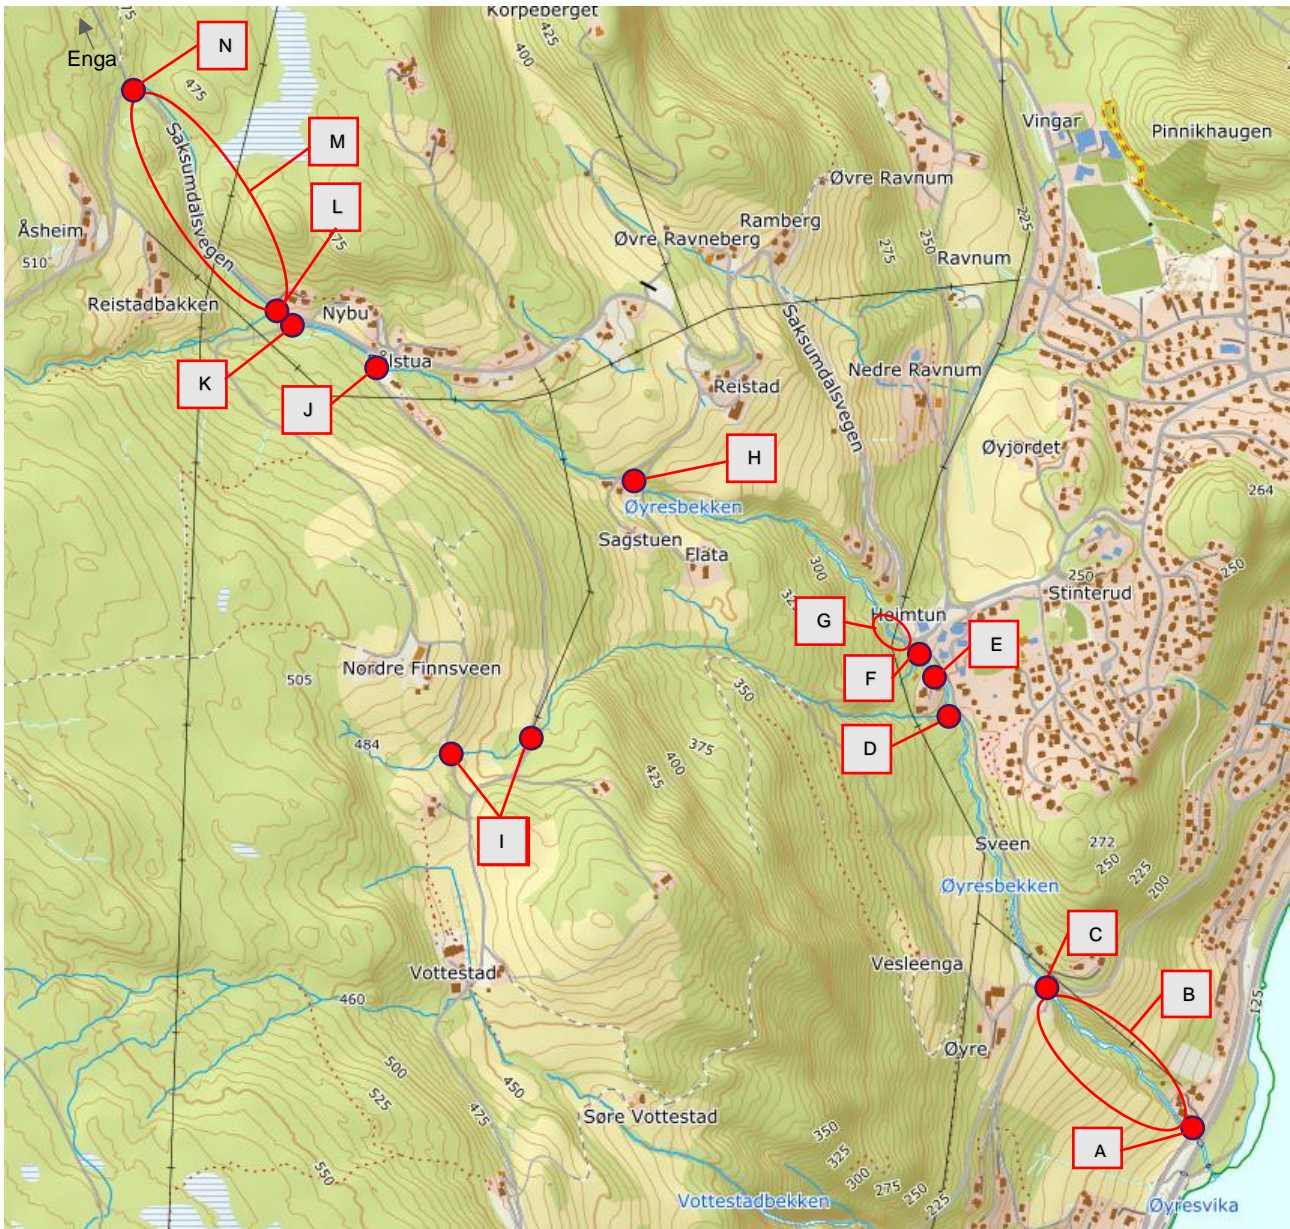 75
Korpeberget
425
400
Enga
N
475
M
L
75
Saksumdalsvegen
Åsheim
510
Reistadbakken
Nybu
Pålstua
K
J
Vingar
Pinnikhaugen
Øvre Ravnum
Ramberg
Øvre Ravneberg
225
250
275
Ravnum
Saksumdalsvegen
Reistad
Nedre Ravnum
Øyjordet
264
H
Øyresbekken
Sagstuen
Flata
300
250
250
Stinterud
Heimtun
G
E
F
Nordre Finnsveen
505
350
484
375
400
425
D
I
Sveen
272
250
225
200
Øyresbekken
C
Vesleenga
B
125
Vottestad
460
Øyre
500
525
550
450
475
Søre Vottestad
350
325
300
275
250
225
A
Vottestadbekken
Øyresvika